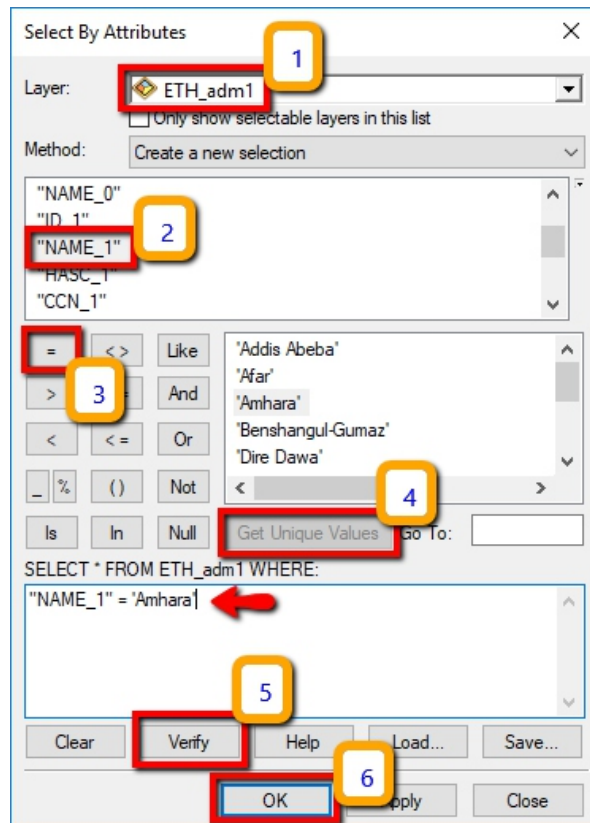 Select By Attributes
1
Layer:
ETH_adm1
Only show selectable layers in this list
Method:
Create a new selection
"NAME_0"
"ID_1"
2
"NAME_1"
"HASC_1"
"CCN_1"
= <> Like
> And
3
< <= Or
_ % () Not
Is In Null
'Addis Abeba'
'Afar'
'Amhara'
'Benshangul-Gumaz'
'Dire Dawa'
4
Get Unique Values Go To:
SELECT * FROM ETH_adm1 WHERE:
"NAME_1" = 'Amhara'
5
Clear Verify Help Load... Save...
6
OK Close